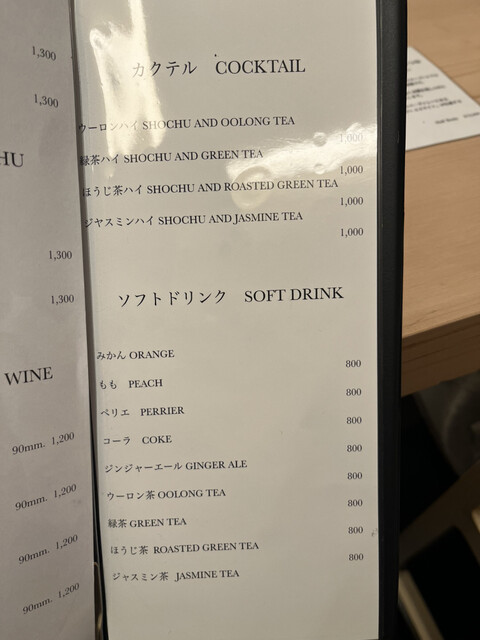 1,300
1,300
HU
1,300
1,300
WINE
90mm. 1,200
90mm. 1,200
90mm. 1,200
90mm. 1,200
カクテル COCKTAIL
ウーロンハイ SHOCHU AND OOLONG TEA
1,000
緑茶ハイ SHOCHU AND GREEN TEA
1,000
ほうじ茶ハイ SHOCHU AND ROASTED GREEN TEA
1,000
ジャスミンハイ SHOCHU AND JASMINE TEA
1,000
ソフトドリンク SOFT DRINK
みかん ORANGE
800
もも PEACH
800
ペリエ PERRIER
800
コーラ COKE
800
ジンジャーエール GINGER ALE
800
ウーロン茶 OOLONG TEA
800
緑茶 GREEN TEA
800
ほうじ茶 ROASTED GREEN TEA
800
ジャスミン茶 JASMINE TEA